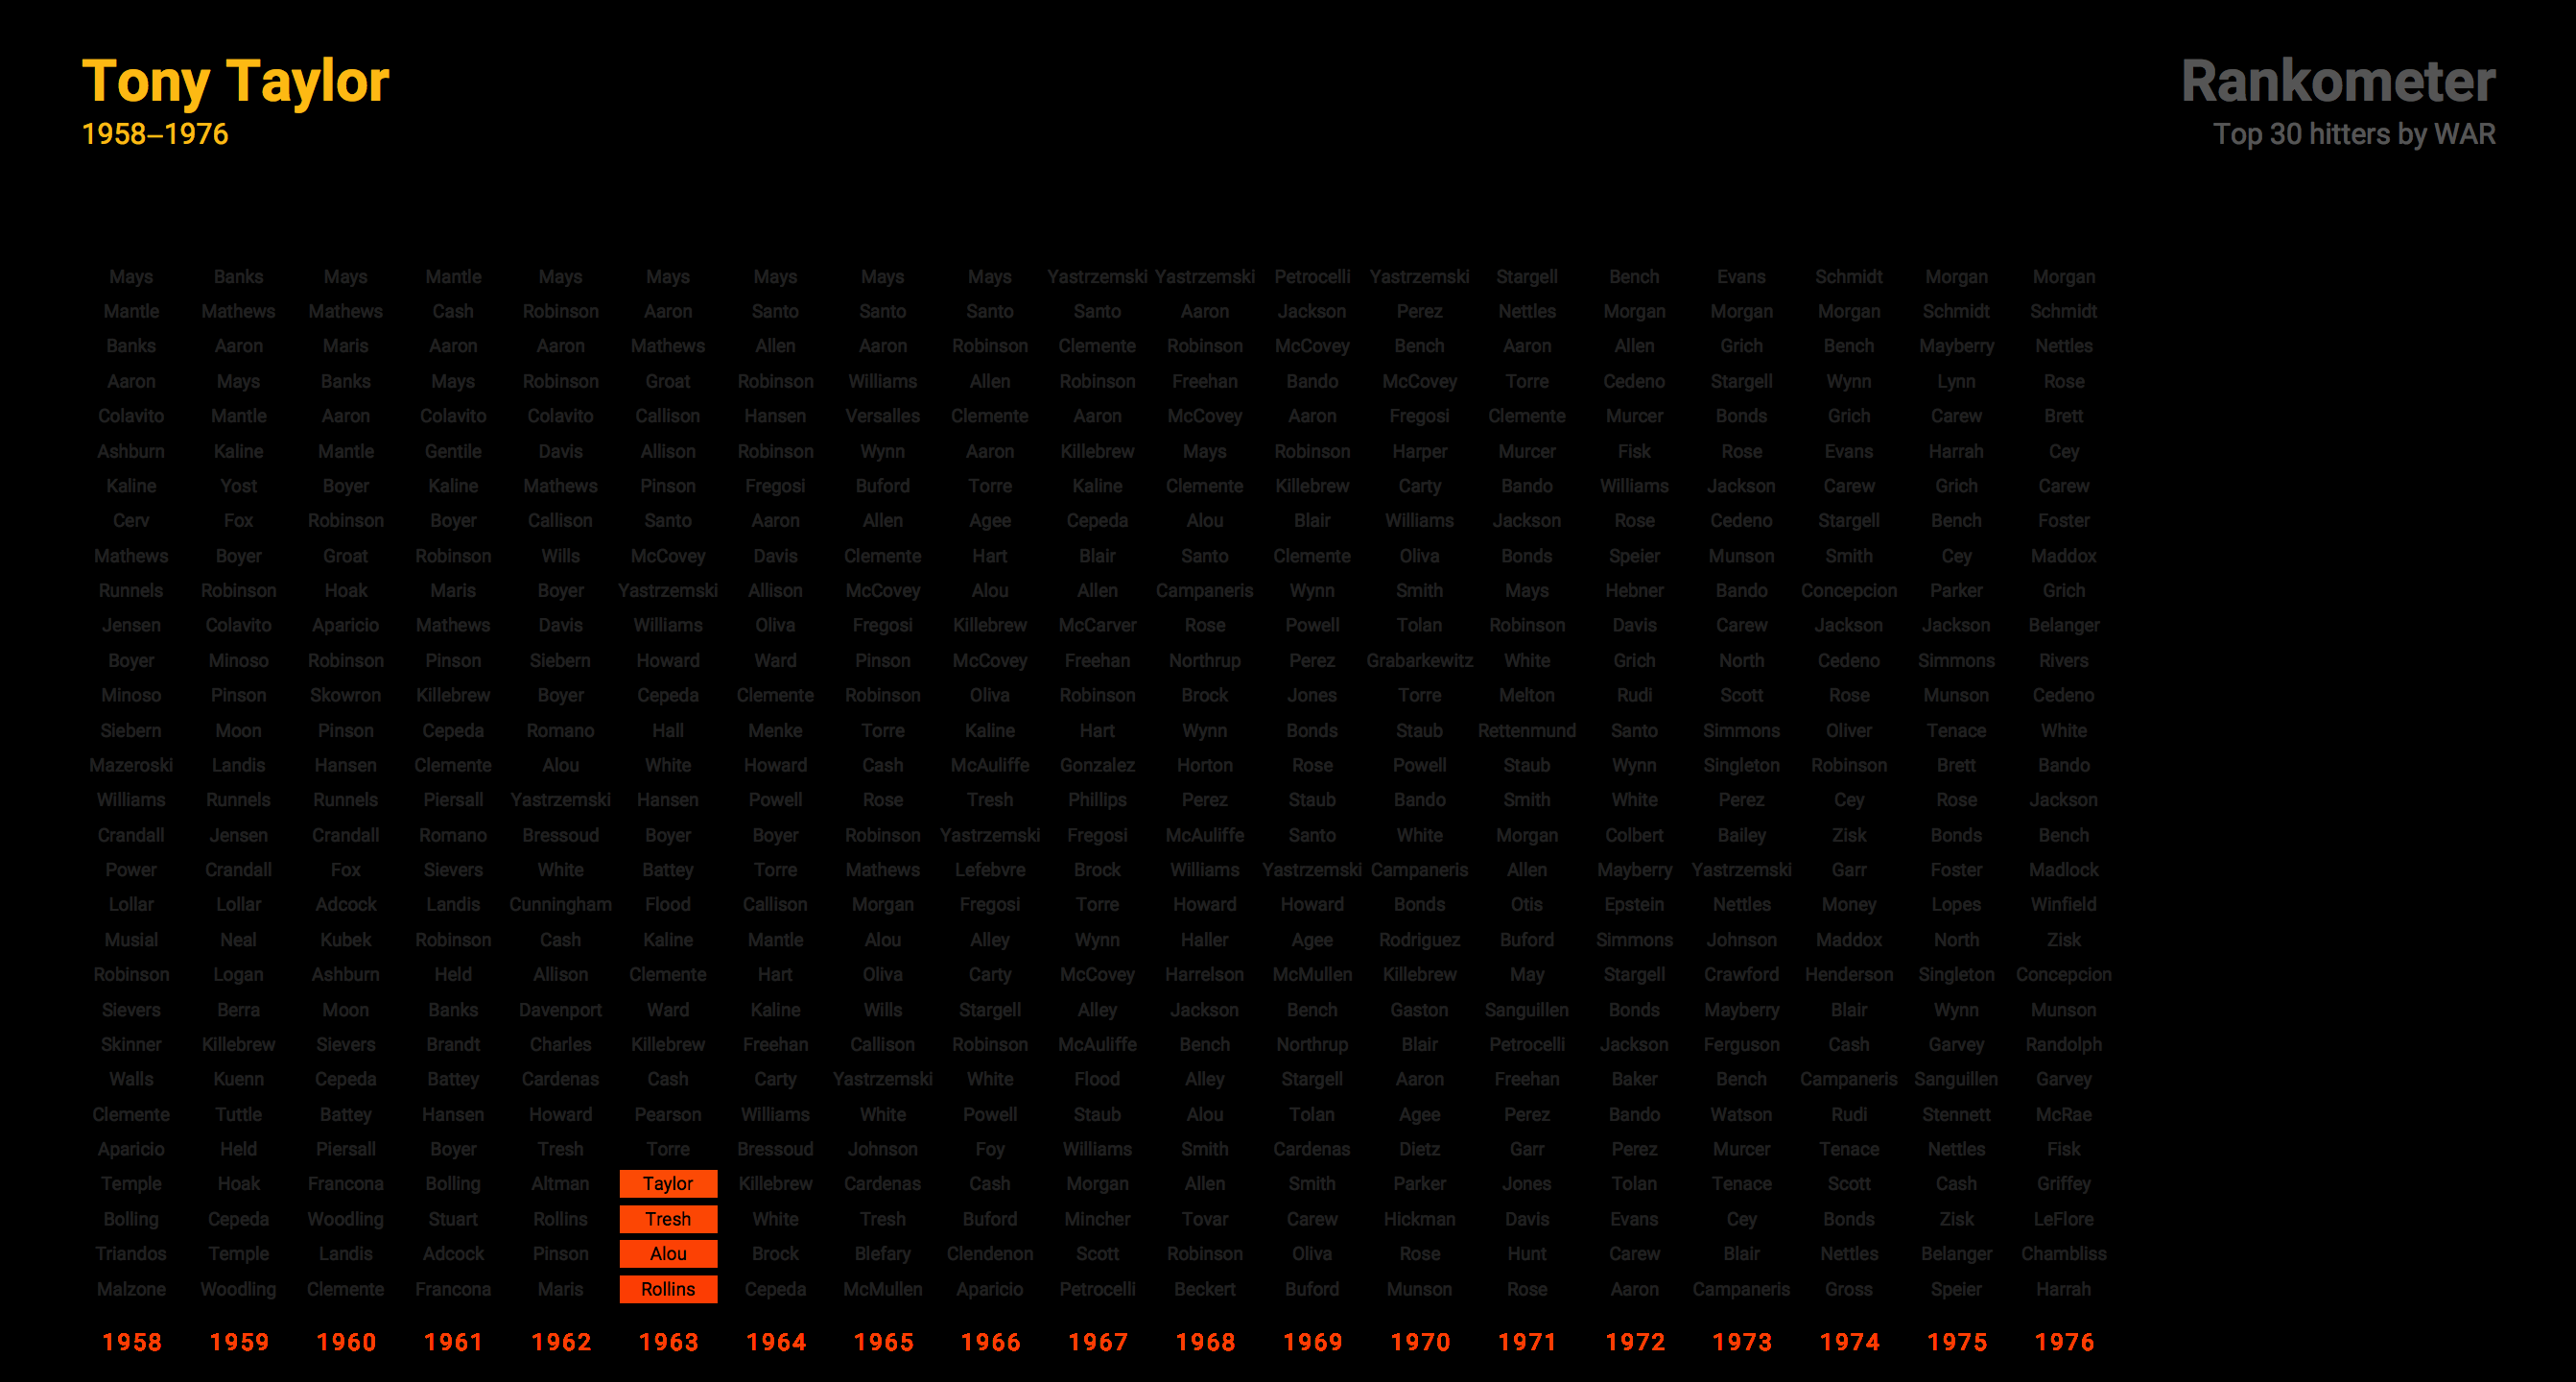 Tony Taylor
1958–1976
Rankometer
Top 30 hitters by WAR
Mays Banks Mays Mantle Mays Mays Mays Mays Mays Yastrzemski Yastrzemski Petrocelli Yastrzemski Stargell Bench Evans Schmidt Morgan Morgan
Mantle Mathews Mathews Cash Robinson Aaron Santo Santo Santo Santo Aaron Jackson Perez Nettles Morgan Morgan Morgan Schmidt Schmidt
Banks Aaron Maris Aaron Aaron Mathews Allen Aaron Robinson Clemente Robinson McCovey Bench Aaron Allen Grich Bench Mayberry Nettles
Aaron Mays Banks Mays Robinson Groat Robinson Williams Allen Robinson Freehan Bando McCovey Torre Cedeno Stargell Wynn Lynn Rose
Colavito Mantle Aaron Colavito Colavito Callison Hansen Versalles Clemente Aaron McCovey Aaron Fregosi Clemente Murcer Bonds Grich Carew Brett
Ashburn Kaline Mantle Gentile Davis Allison Robinson Wynn Aaron Killebrew Mays Robinson Harper Murcer Fisk Rose Evans Harrah Cey
Kaline Yost Boyer Kaline Mathews Pinson Fregosi Buford Torre Kaline Clemente Killebrew Carty Bando Williams Jackson Carew Grich Carew
Cerv Fox Robinson Boyer Callison Santo Aaron Allen Agee Cepeda Alou Blair Williams Jackson Rose Cedeno Stargell Bench Foster
Mathews Boyer Groat Robinson Wills McCovey Davis Clemente Hart Blair Santo Clemente Oliva Bonds Speier Munson Smith Cey Maddox
Runnels Robinson Hoak Maris Boyer Yastrzemski Allison McCovey Alou Allen Campaneris Wynn Smith Mays Hebner Bando Concepcion Parker Grich
Jensen Colavito Aparicio Mathews Davis Williams Oliva Fregosi Killebrew McCarver Rose Powell Tolan Robinson Davis Carew Jackson Jackson Belanger
Boyer Minoso Robinson Pinson Siebern Howard Ward Pinson McCovey Freehan Northrup Perez Grabarkewitz White Grich North Cedeno Simmons Rivers
Minoso Pinson Skowron Killebrew Boyer Cepeda Clemente Robinson Oliva Robinson Brock Jones Torre Melton Rudi Scott Rose Munson Cedeno
Siebern Moon Pinson Cepeda Romano Hall Menke Torre Kaline Hart Wynn Bonds Staub Rettenmund Santo Simmons Oliver Tenace White
Mazeroski Landis Hansen Clemente Alou White Howard Cash McAuliffe Gonzalez Horton Rose Powell Staub Wynn Singleton Robinson Brett Bando
Williams Runnels Runnels Piersall Yastrzemski Hansen Powell Rose Tresh Phillips Perez Staub Bando Smith White Perez Cey Rose Jackson
Crandall Jensen Crandall Romano Bressoud Boyer Boyer Robinson Yastrzemski Fregosi McAuliffe Santo White Morgan Colbert Bailey Zisk Bonds Bench
Power Crandall Fox Sievers White Battey Torre Mathews Lefebvre Brock Williams Yastrzemski Campaneris Allen Mayberry Yastrzemski Garr Foster Madlock
Lollar Lollar Adcock Landis Cunningham Flood Callison Morgan Fregosi Torre Howard Howard Bonds Otis Epstein Nettles Money Lopes Winfield
Musial Neal Kubek Robinson Cash Kaline Mantle Alou Alley Wynn Haller Agee Rodriguez Buford Simmons Johnson Maddox North Zisk
Robinson Logan Ashburn Held Allison Clemente Hart Oliva Carty McCovey Harrelson McMullen Killebrew May Stargell Crawford Henderson Singleton Concepcion
Sievers Berra Moon Banks Davenport Ward Kaline Wills Stargell Alley Jackson Bench Gaston Sanguillen Bonds Mayberry Blair Wynn Munson
Skinner Killebrew Sievers Brandt Charles Killebrew Freehan Callison Robinson McAuliffe Bench Northrup Blair Petrocelli Jackson Ferguson Cash Garvey Randolph
Walls Kuenn Cepeda Battey Cardenas Cash Carty Yastrzemski White Flood Alley Stargell Aaron Freehan Baker Bench Campaneris Sanguillen Garvey
Clemente Tuttle Battey Hansen Howard Pearson Williams White Powell Staub Alou Tolan Agee Perez Bando Watson Rudi Stennett McRae
Aparicio Held Piersall Boyer Tresh Torre Bressoud Johnson Foy Williams Smith Cardenas Dietz Garr Perez Murcer Tenace Nettles Fisk
Temple Hoak Francona Bolling Altman Taylor Killebrew Cardenas Cash Morgan Allen Smith Parker Jones Tolan Tenace Scott Cash Griffey
Bolling Cepeda Woodling Stuart Rollins Tresh White Tresh Buford Mincher Tovar Carew Hickman Davis Evans Cey Bonds Zisk LeFlore
Triandos Temple Landis Adcock Pinson Alou Brock Blefary Clendenon Scott Robinson Oliva Rose Hunt Carew Blair Nettles Belanger Chambliss
Malzone Woodling Clemente Francona Maris Rollins Cepeda McMullen Aparicio Petrocelli Beckert Buford Munson Rose Aaron Campaneris Gross Speier Harrah
1958 1959 1960 1961 1962 1963 1964 1965 1966 1967 1968 1969 1970 1971 1972 1973 1974 1975 1976